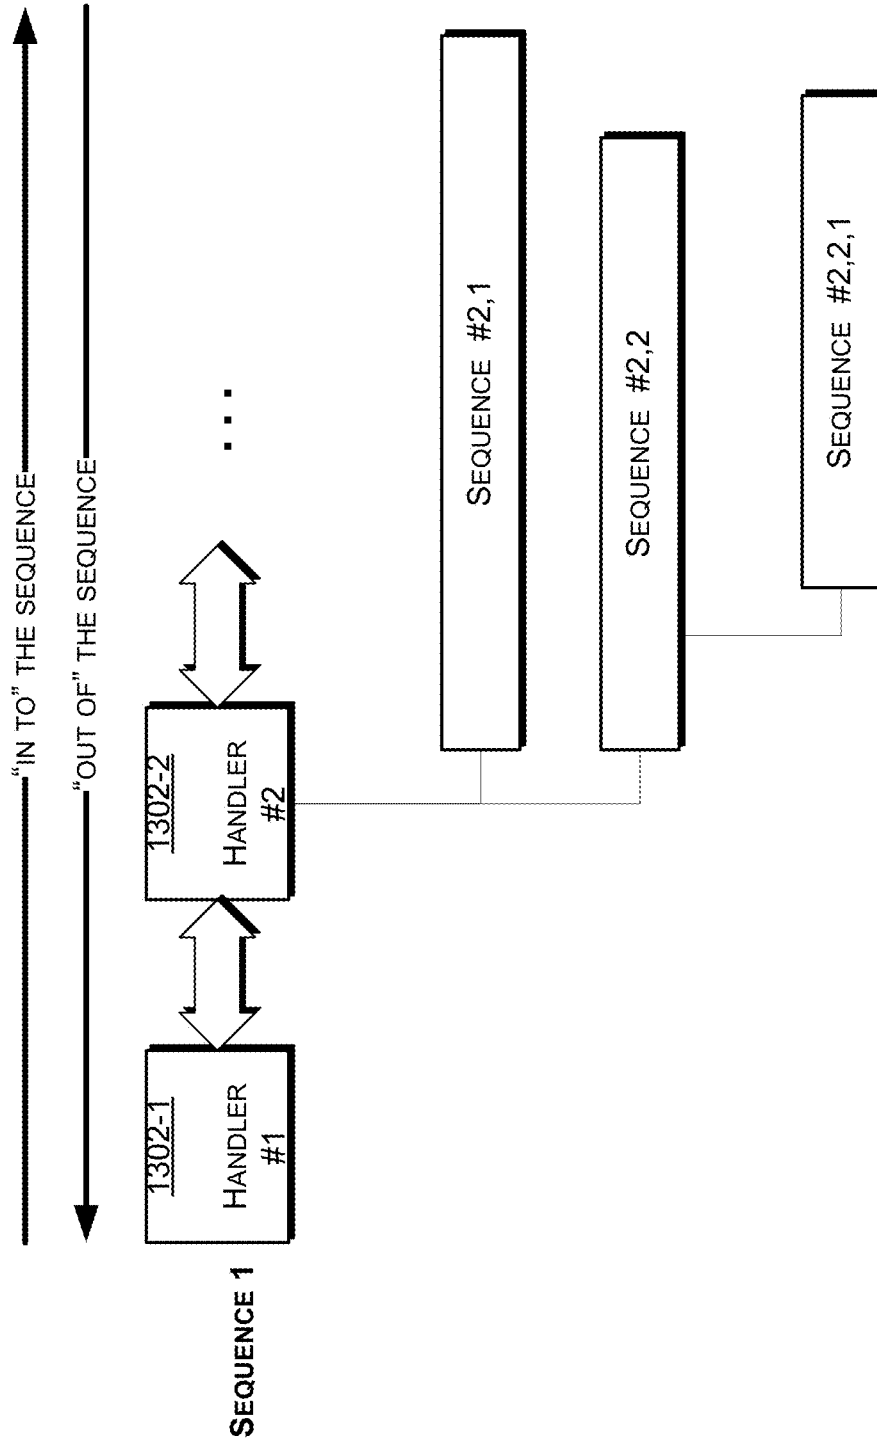 “IN TO” THE SEQUENCE
“OUT OF” THE SEQUENCE
SEQUENCE 1
1302-1
HANDLER
#1
1302-2
HANDLER
#2
...
SEQUENCE #2,1
SEQUENCE #2,2
SEQUENCE #2,2,1